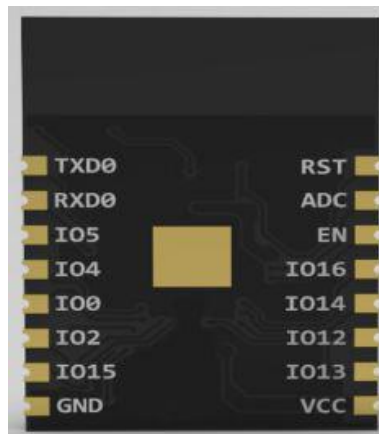 TXD0 RST
RXD0 ADC
IO5 EN
IO4 IO16
IO0 IO14
IO2 IO12
IO15 IO13
GND VCC